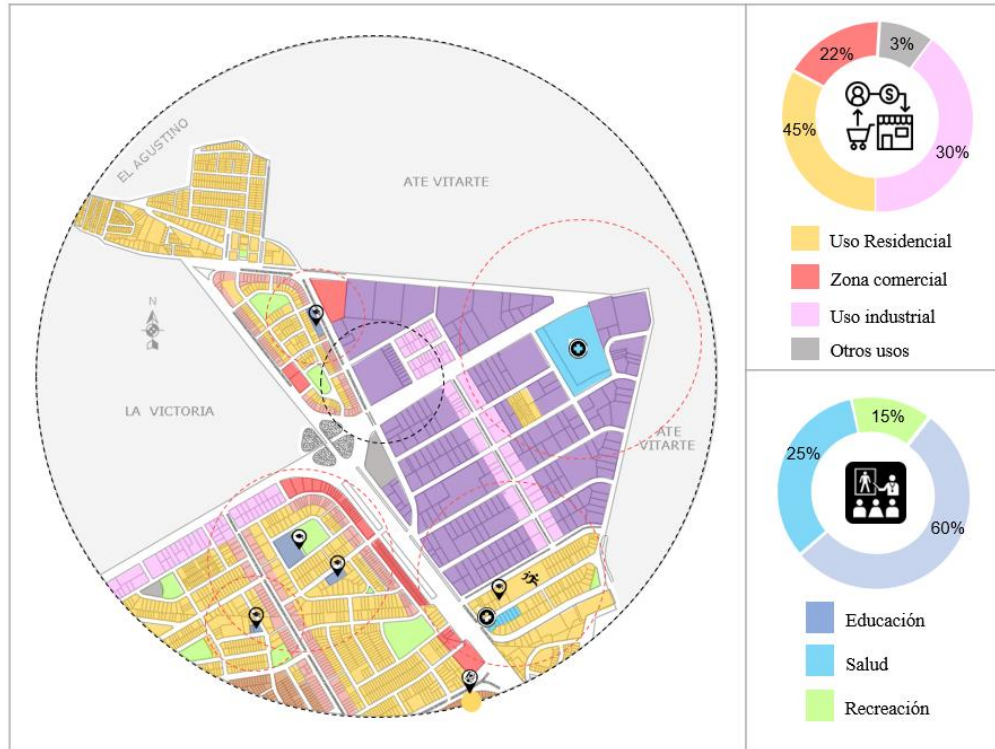 EL AGUSTINO
ATE VITARTE
N
LA VICTORIA
ATE
VITARTE
3%
22%
45%
30%
Uso Residencial
Zona comercial
Uso industrial
Otros usos
15%
25%
60%
Educación
Salud
Recreación